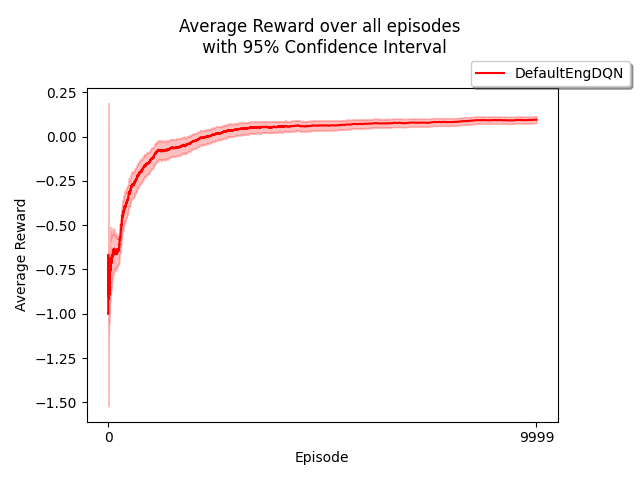 Average Reward over all episodes
with 95% Confidence Interval
DefaultEngDQN
0.25
0.00
−0.25
−0.50
−0.75
−1.00
−1.25
−1.50
Average Reward
0 9999
Episode